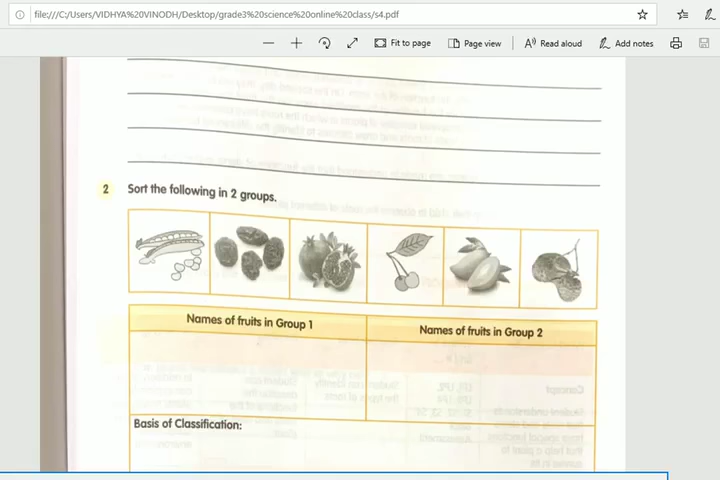 file:///C:/Users/VIDHYA%20VINODH/Desktop/grade3%20science%20online%20class/s4.pdf
Fit to page
Page view
Read aloud
Add notes
2 Sort the following in 2 groups.
Names of fruits in Group 1
Names of fruits in Group 2
Basis of Classification: